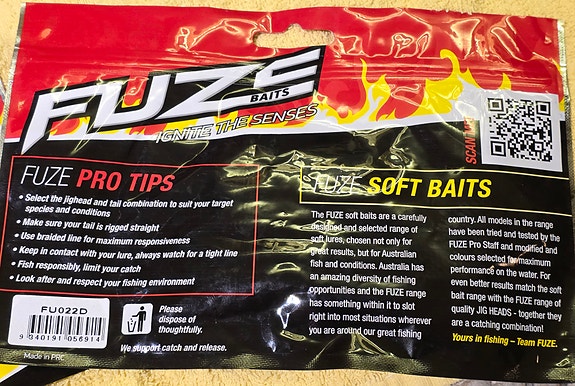 FUZE
BAITS
IGNITE THE SENSES
SCAN ME
FUZE PRO TIPS
• Select the jighead and tail combination to suit your target
species and conditions
• Make sure your tail is rigged straight
• Use braided line for maximum responsiveness
• Keep in contact with your lure, always watch for a tight line
• Fish responsibly, limit your catch
• Look after and respect your fishing environment
FU022D
9 340191 056914
Made in PRC
Please
dispose of
thoughtfully.
We support catch and release.
FUZE SOFT BAITS
The FUZE soft baits are a carefully
designed and selected range of
soft lures, chosen not only for
great results, but for Australian
fish and conditions. Australia has
an amazing diversity of fishing
opportunities and the FUZE range
has something within it to slot
right into most situations wherever
you are around our great fishing
country. All models in the range
have been tried and tested by the
FUZE Pro Staff and modified and
colours selected for maximum
performance on the water. For
even better results match the soft
bait range with the FUZE range of
quality JIG HEADS - together they
are a catching combination!
Yours in fishing – Team FUZE.